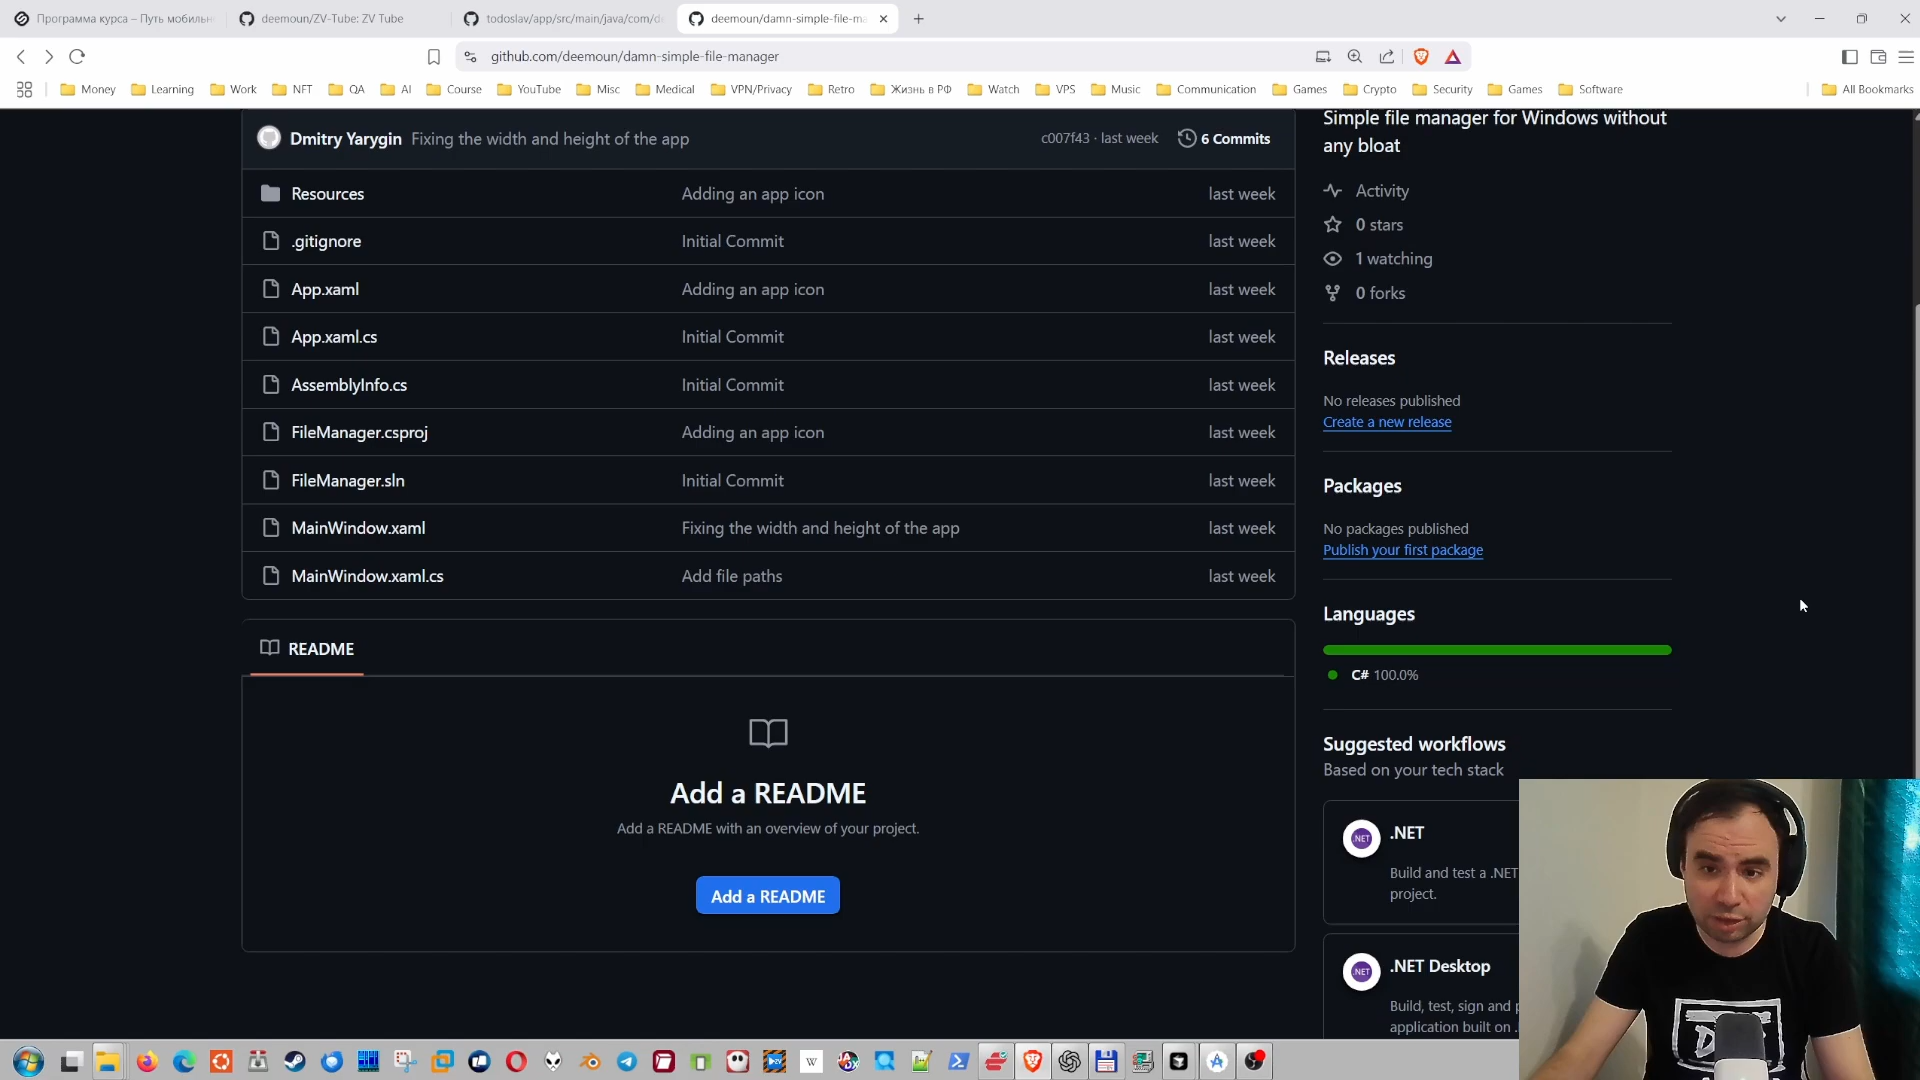 Программа курса – Путь мобильн
deemoun/ZV-Tube: ZV Tube
todoslav/app/src/main/java/com/de
deemoun/damn-simple-file-ma
github.com/deemoun/damn-simple-file-manager
Money
Learning
Work
NFT
QA
AI
Course
YouTube
Misc
Medical
VPN/Privacy
Retro
Жизнь в РФ
Watch
VPS
Music
Communication
Games
Crypto
Security
Games
Software
All Bookmarks
Dmitry Yarygin Fixing the width and height of the app c007f43 · last week 6 Commits
Resources Adding an app icon last week
.gitignore Initial Commit last week
App.xaml Adding an app icon last week
App.xaml.cs Initial Commit last week
AssemblyInfo.cs Initial Commit last week
FileManager.csproj Adding an app icon last week
FileManager.sln Initial Commit last week
MainWindow.xaml Fixing the width and height of the app last week
MainWindow.xaml.cs Add file paths last week
README
Add a README
Add a README with an overview of your project.
Add a README
Simple file manager for Windows without
any bloat
Activity
0 stars
1 watching
0 forks
Releases
No releases published
Create a new release
Packages
No packages published
Publish your first package
Languages
C# 100.0%
Suggested workflows
Based on your tech stack
.NET
.NET
Build and test a .NET
project.
.NET
.NET Desktop
Build, test, sign and p
application built on .